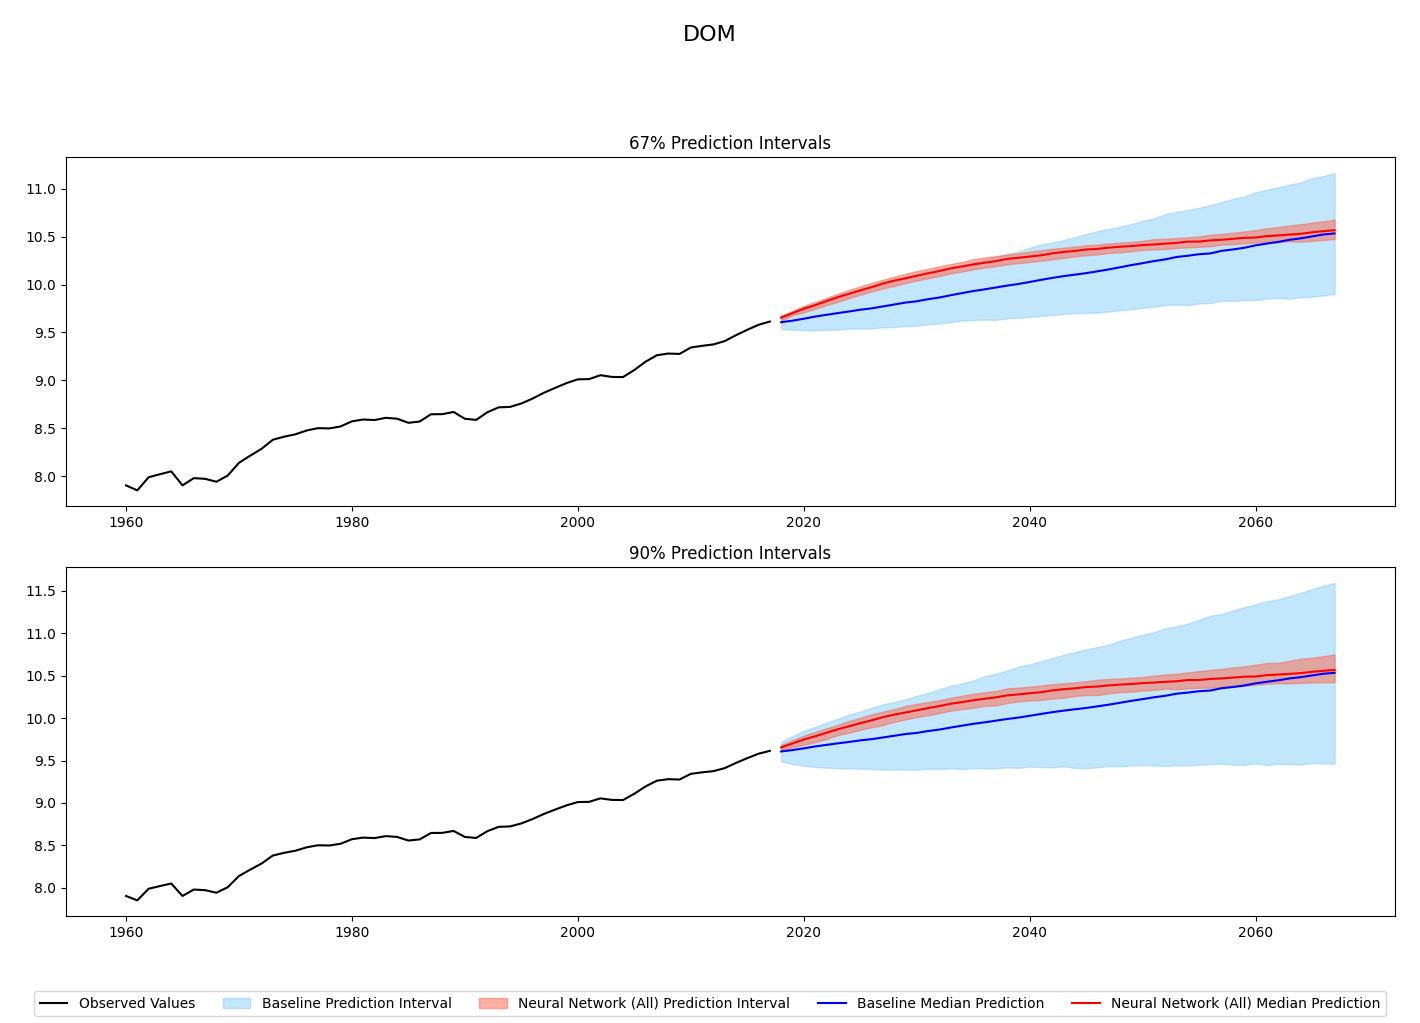 DOM
67% Prediction Intervals
11.0
10.5
10.0
9.5
9.0
8.5
8.0
1960 1980 2000 2020 2040 2060
90% Prediction Intervals
11.5
11.0
10.5
10.0
9.5
9.0
8.5
8.0
1960 1980 2000 2020 2040 2060
Observed Values Baseline Prediction Interval Neural Network (All) Prediction Interval Baseline Median Prediction Neural Network (All) Median Prediction